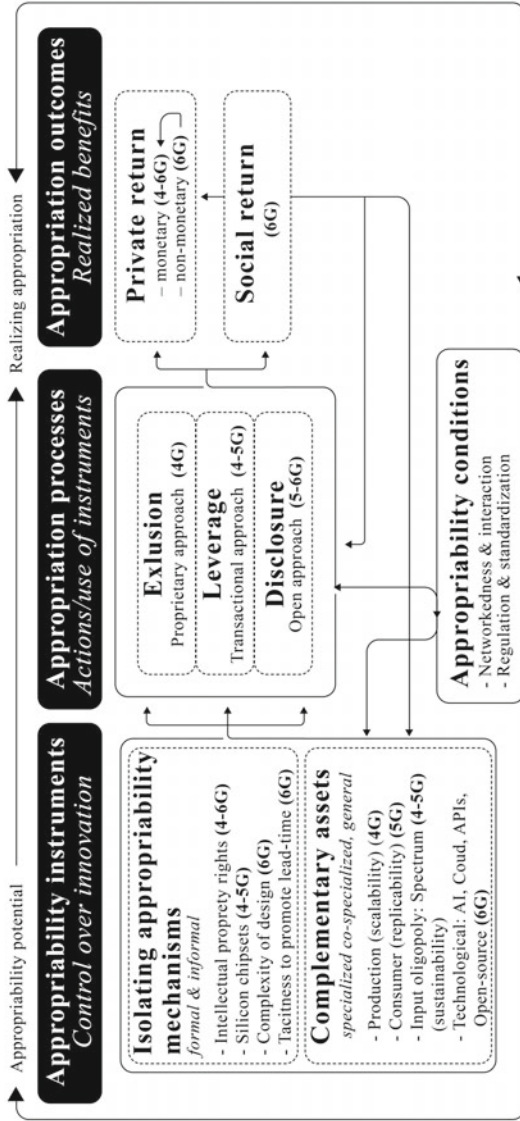 Appropriability potential
Realizing appropriation
Appropriability instruments
Control over innovation
Appropriation processes
Actions/use of instruments
Appropriation outcomes
Realized benefits
Isolating appropriability
mechanisms
formal & informal
- Intellectual proprety rights (4-6G)
- Silicon chipsets (4-5G)
- Complexity of design (6G)
- Tacitness to promote lead-time (6G)
Complementary assets
specialized co-specialized, general
- Production (scalability) (4G)
- Consumer (replicability) (5G)
- Input oligopoly: Spectrum (4-5G)
(sustainability)
- Technological: AI, Coud, APIs,
Open-source (6G)
Exlusion
Proprietary approach (4G)
Leverage
Transactional approach (4-5G)
Disclosure
Open approach (5-6G)
Private return
– monetary (4-6G)
– non-monetary (6G)
Social return
(6G)
Appropriability conditions
- Networkedness & interaction
- Regulation & standardization